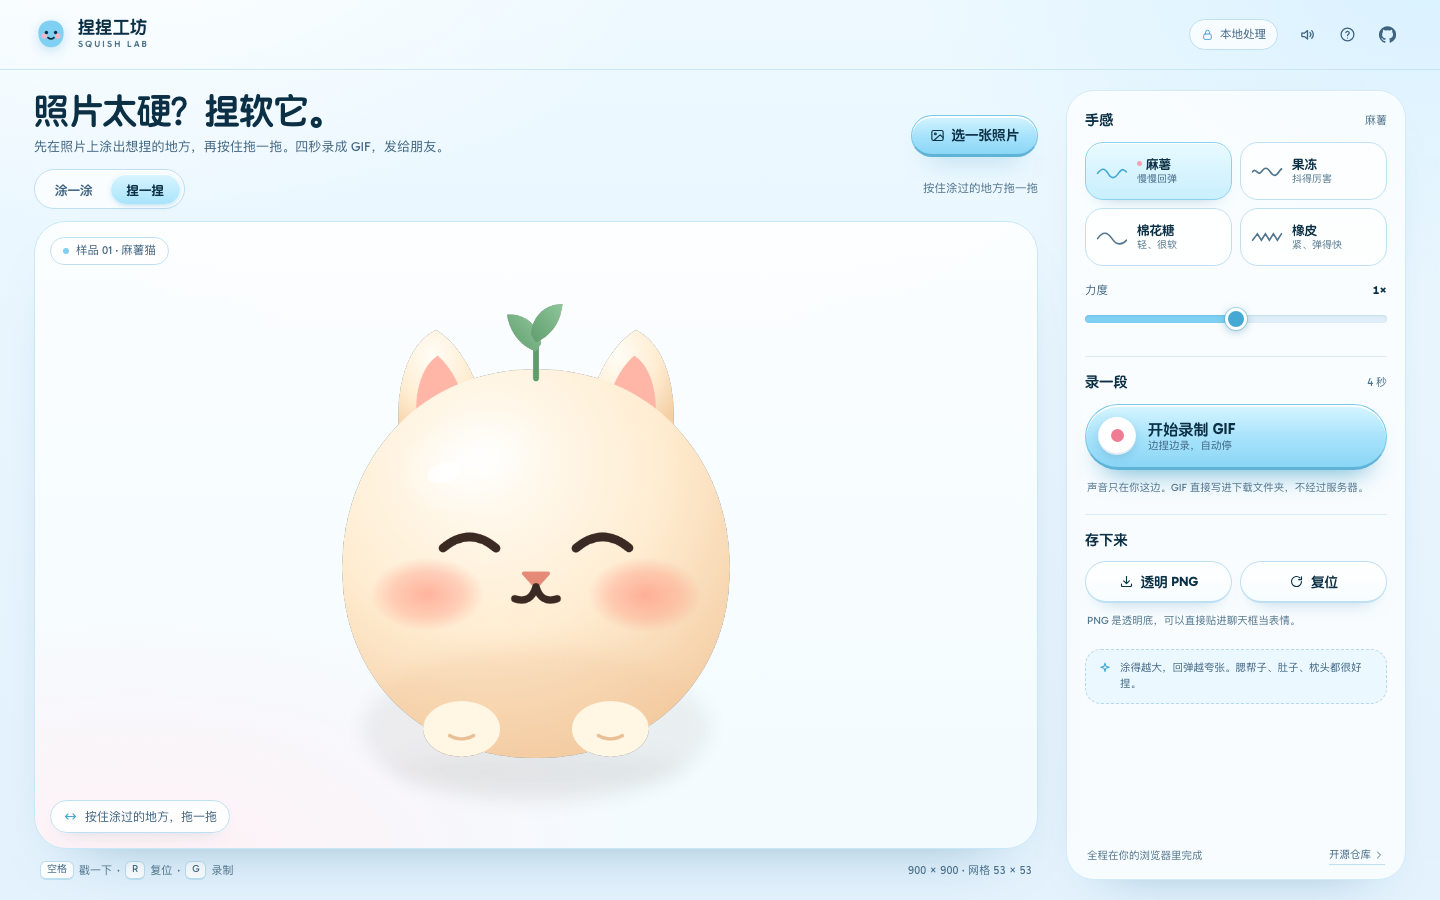 捏捏工坊
SQUISH LAB
本地处理
照片太硬？捏软它。
先在照片上涂出想捏的地方，再按住拖一拖。四秒录成 GIF，发给朋友。
选一张照片
涂一涂
捏一捏
按住涂过的地方拖一拖
样品 01 · 麻薯猫
按住涂过的地方，拖一拖
空格 戳一下 · R 复位 · G 录制
900 × 900 · 网格 53 × 53
手感
麻薯
麻薯
慢慢回弹
果冻
抖得厉害
棉花糖
轻、很软
橡皮
紧、弹得快
力度
1×
录一段
4 秒
开始录制 GIF
边捏边录，自动停
声音只在你这边。GIF 直接写进下载文件夹，不经过服务器。
存下来
透明 PNG
复位
PNG 是透明底，可以直接贴进聊天框当表情。
涂得越大，回弹越夸张。腮帮子、肚子、枕头都很好
捏。
全程在你的浏览器里完成
开源仓库